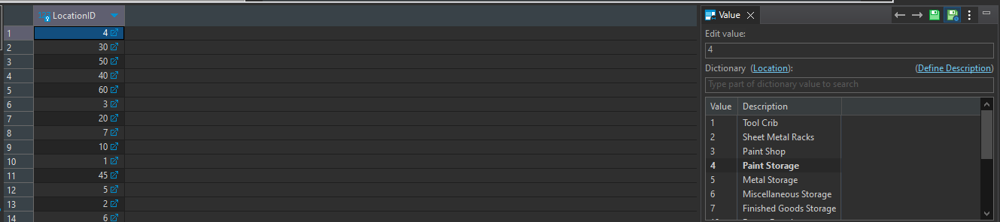 LocationID
1 4
2 30
3 50
4 40
5 60
6 3
7 20
8 7
9 10
10 1
11 45
12 5
13 2
14 6
Value
Edit value:
4
Dictionary (Location): (Define Description)
Type part of dictionary value to search
Value Description
1 Tool Crib
2 Sheet Metal Racks
3 Paint Shop
4 Paint Storage
5 Metal Storage
6 Miscellaneous Storage
7 Finished Goods Storage